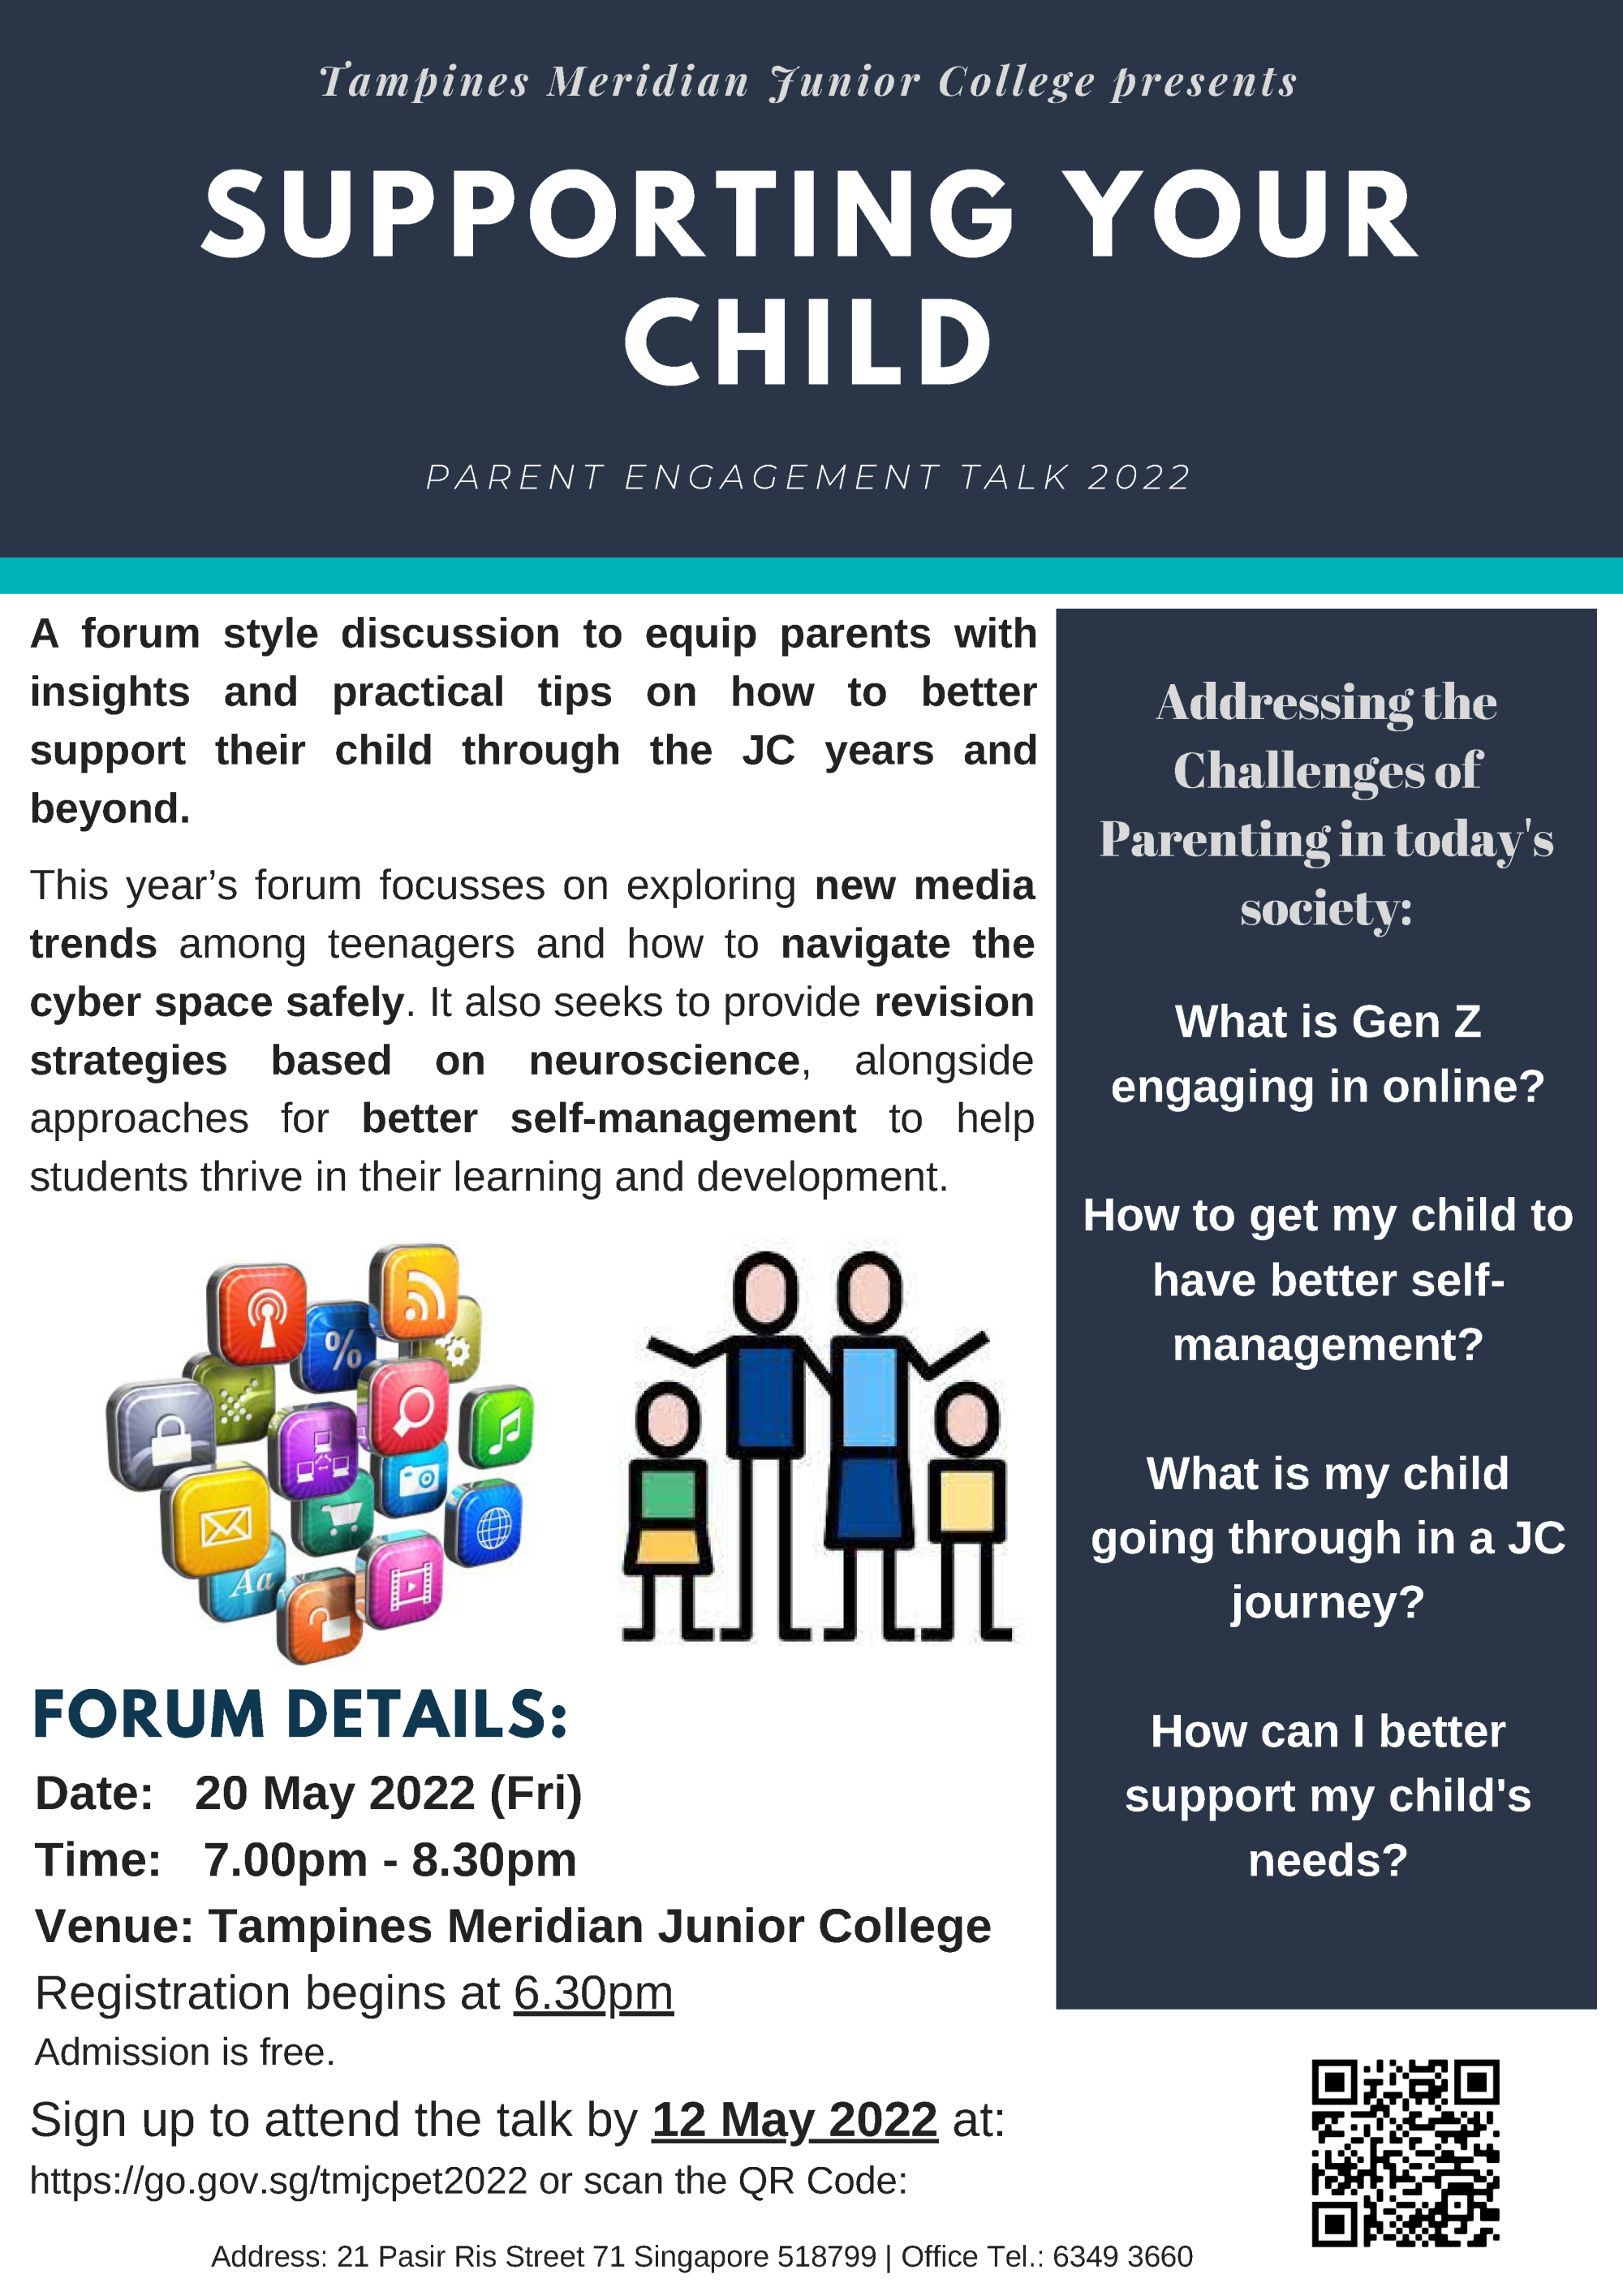 Tampines Meridian Junior College presents
SUPPORTING YOUR
CHILD
PARENT ENGAGEMENT TALK 2022
A forum style discussion to equip parents with
insights and practical tips on how to better
support their child through the JC years and
beyond.
This year’s forum focusses on exploring new media
trends among teenagers and how to navigate the
cyber space safely. It also seeks to provide revision
strategies based on neuroscience, alongside
approaches for better self-management to help
students thrive in their learning and development.
%
Aa
Addressing the
Challenges of
Parenting in today's
society:
What is Gen Z
engaging in online?
How to get my child to
have better self-
management?
What is my child
going through in a JC
journey?
How can I better
support my child's
needs?
FORUM DETAILS:
Date: 20 May 2022 (Fri)
Time: 7.00pm - 8.30pm
Venue: Tampines Meridian Junior College
Registration begins at 6.30pm
Admission is free.
Sign up to attend the talk by 12 May 2022 at:
https://go.gov.sg/tmjcpet2022 or scan the QR Code:
Address: 21 Pasir Ris Street 71 Singapore 518799 | Office Tel.: 6349 3660